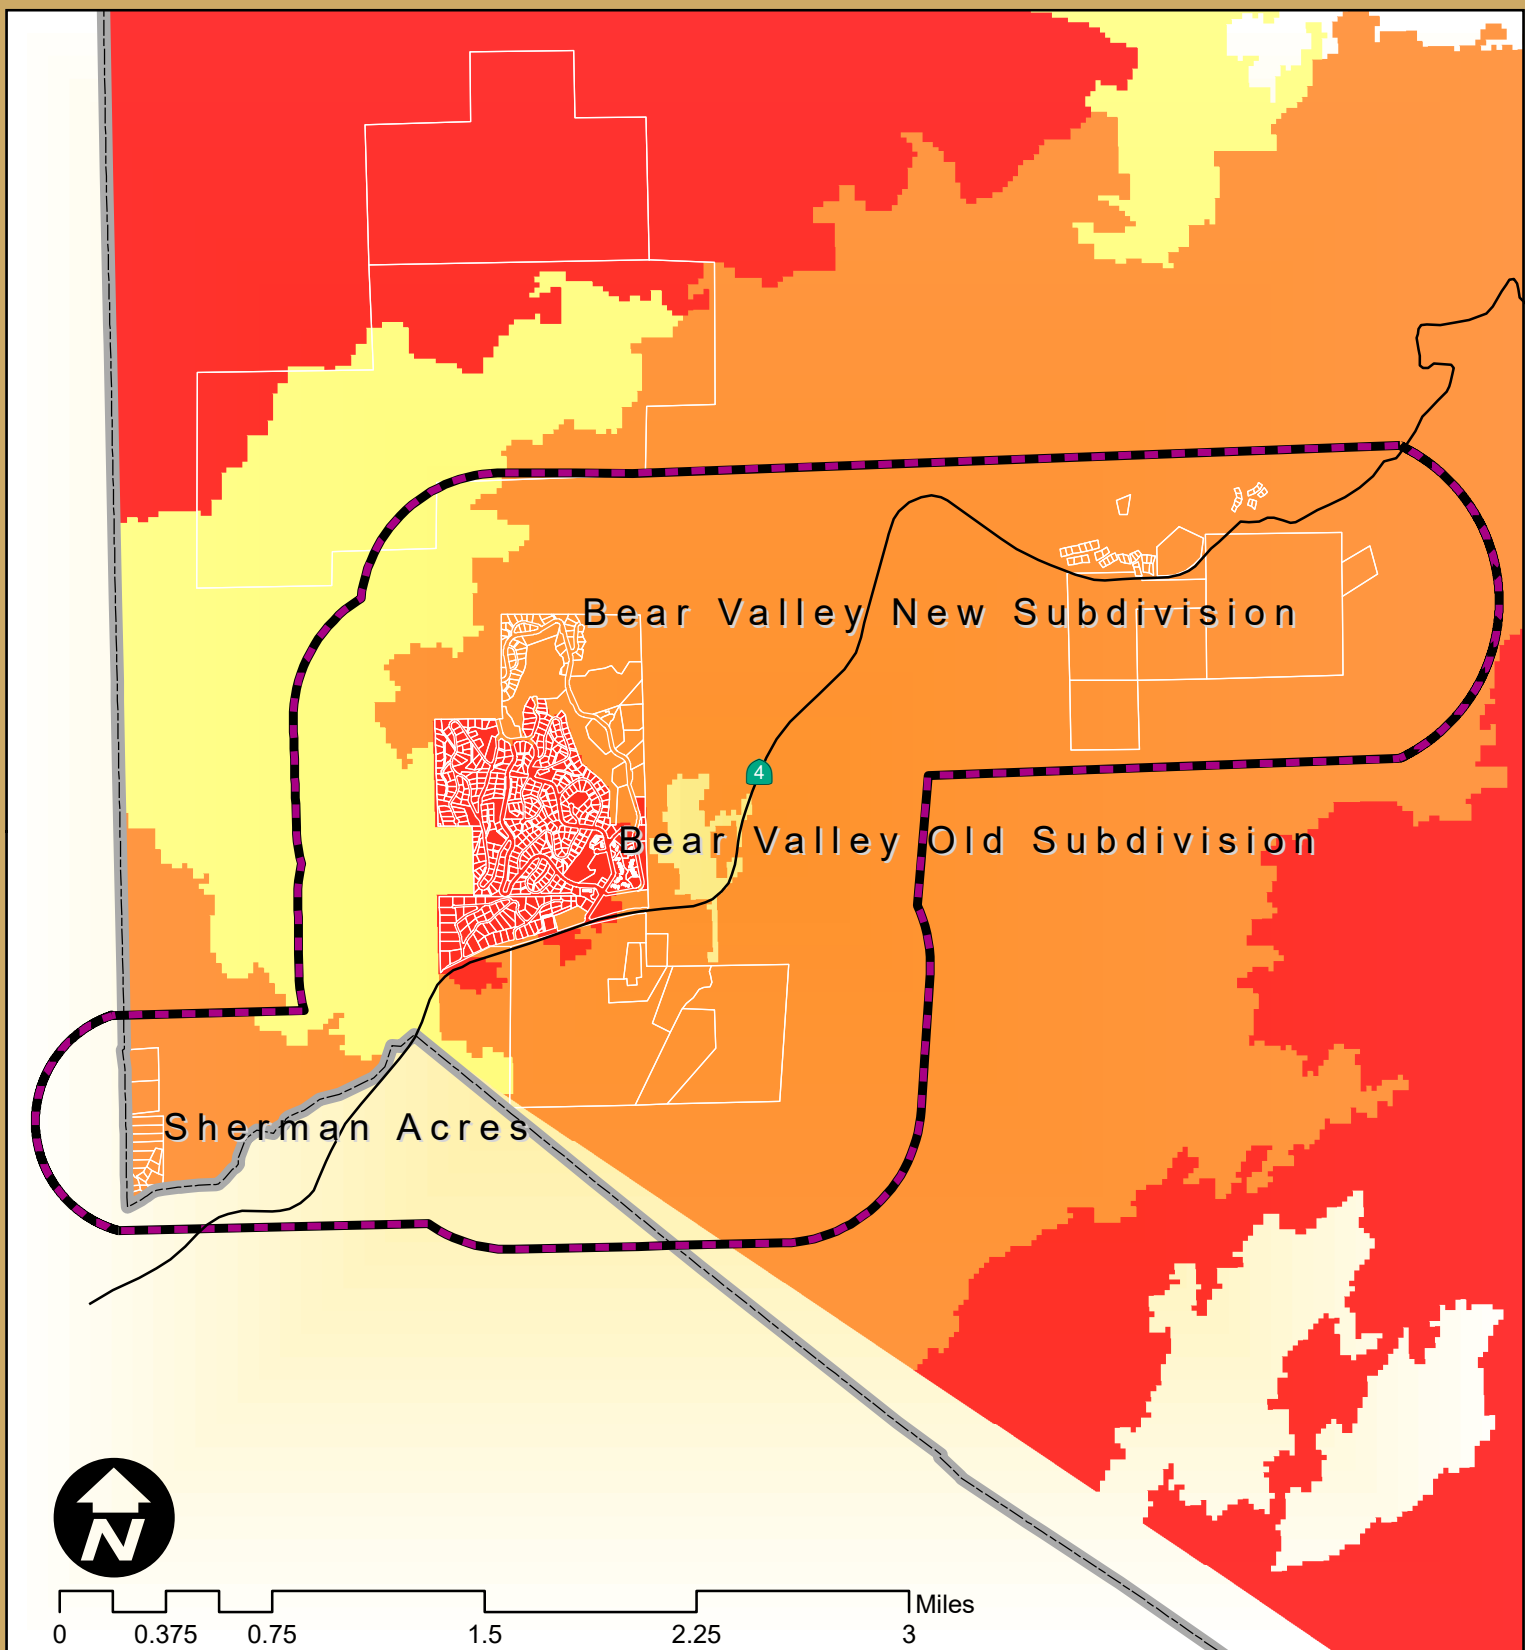 Bear Valley New Subdivision
4
Bear Valley Old Subdivision
Sherman Acres
N
Miles
0 0.375 0.75 1.5 2.25 3